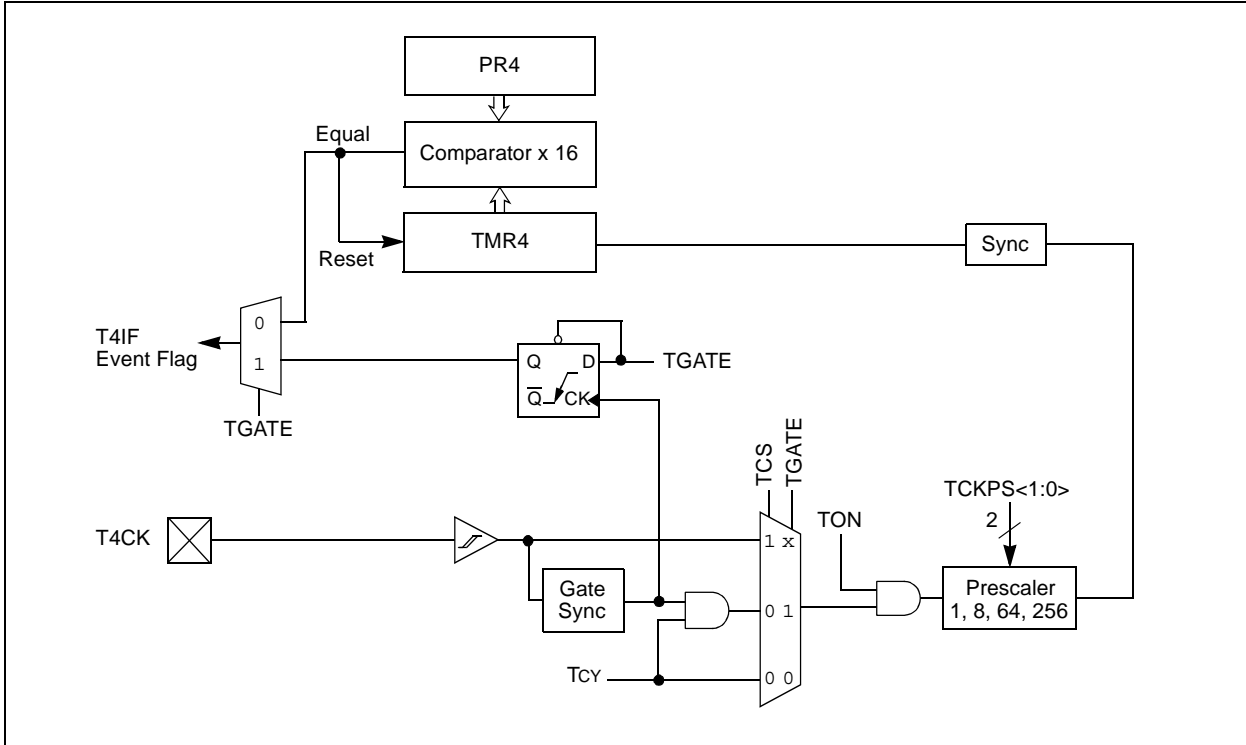 PR4
Equal
Comparator x 16
TMR4
Reset
Sync
0
T4IF
Event Flag
1
Q
D
TGATE
Q
CK
TGATE
TCS
TGATE
TCKPS<1:0>
2
TON
T4CK
1 x
Prescaler
1, 8, 64, 256
Gate
Sync
0 1
TCY
0 0